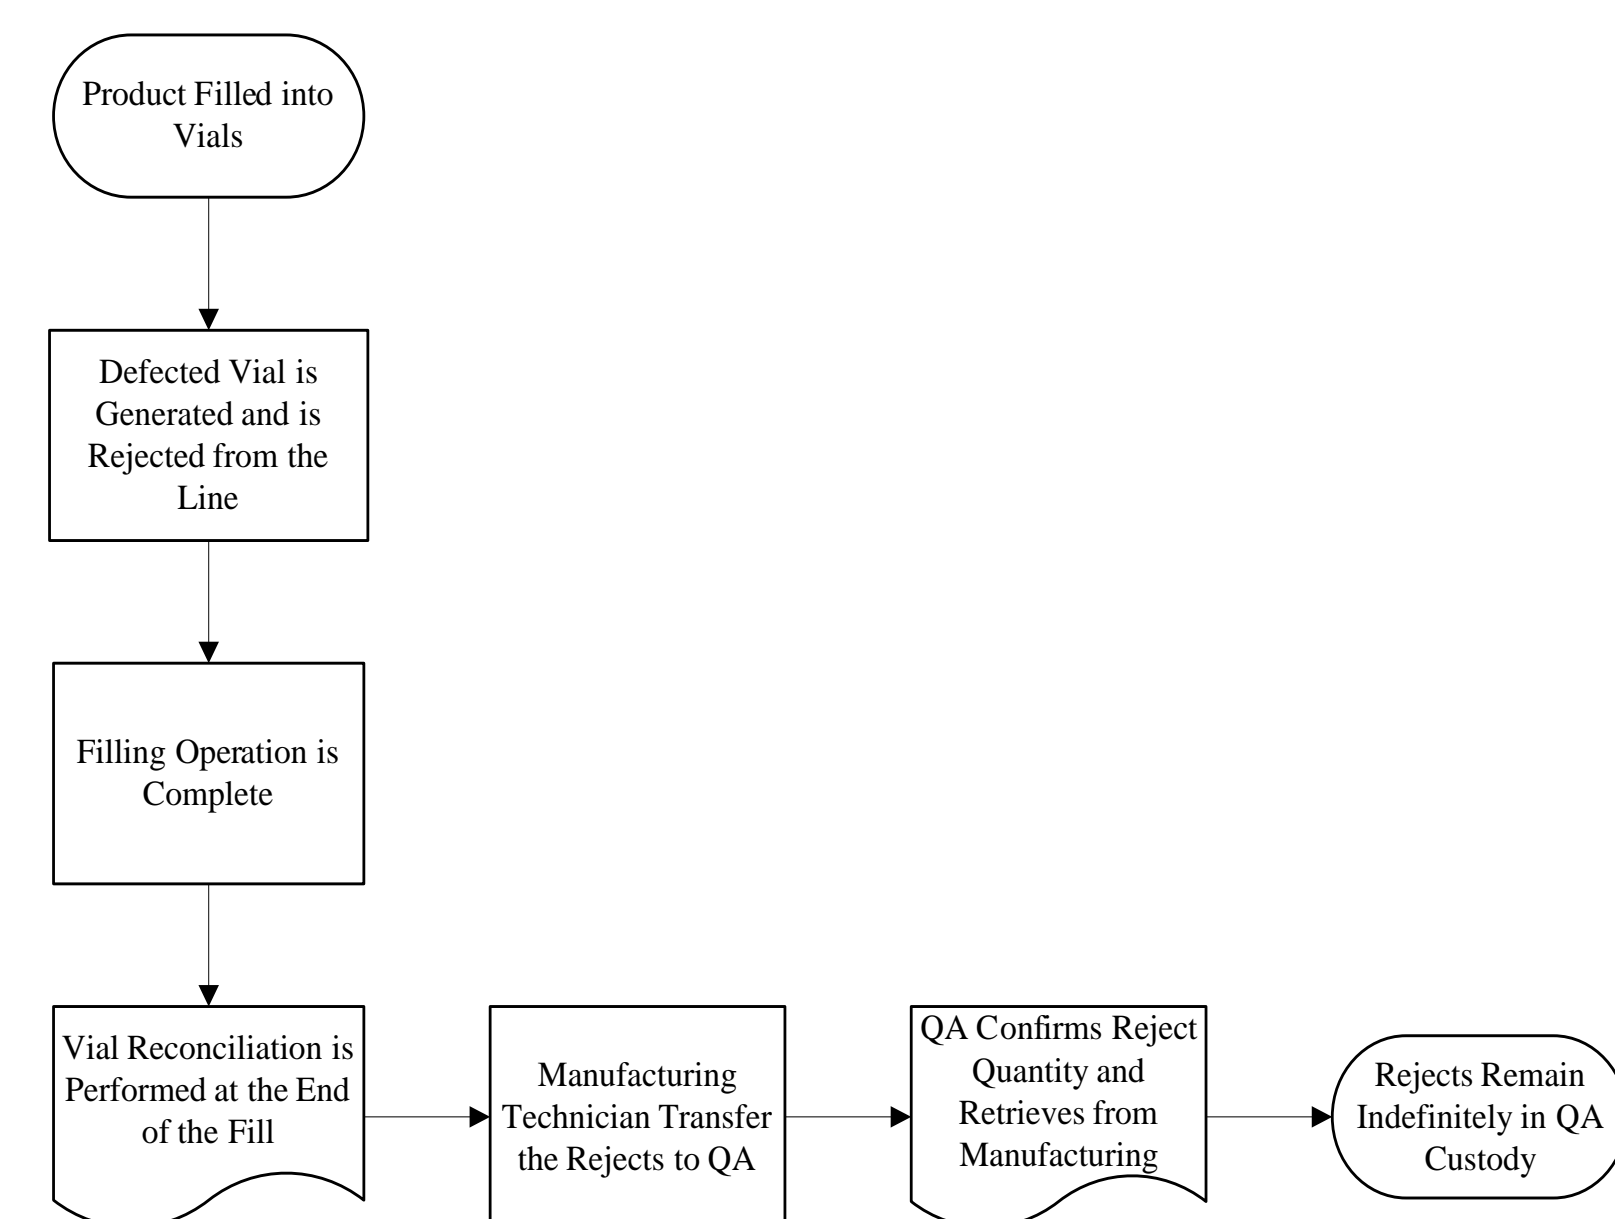 Product Filled into
Vials
Defected Vial is
Generated and is
Rejected from the
Line
Filling Operation is
Complete
Vial Reconciliation is
Performed at the End
of the Fill
Manufacturing
Technician Transfer
the Rejects to QA
QA Confirms Reject
Quantity and
Retrieves from
Manufacturing
Rejects Remain
Indefinitely in QA
Custody